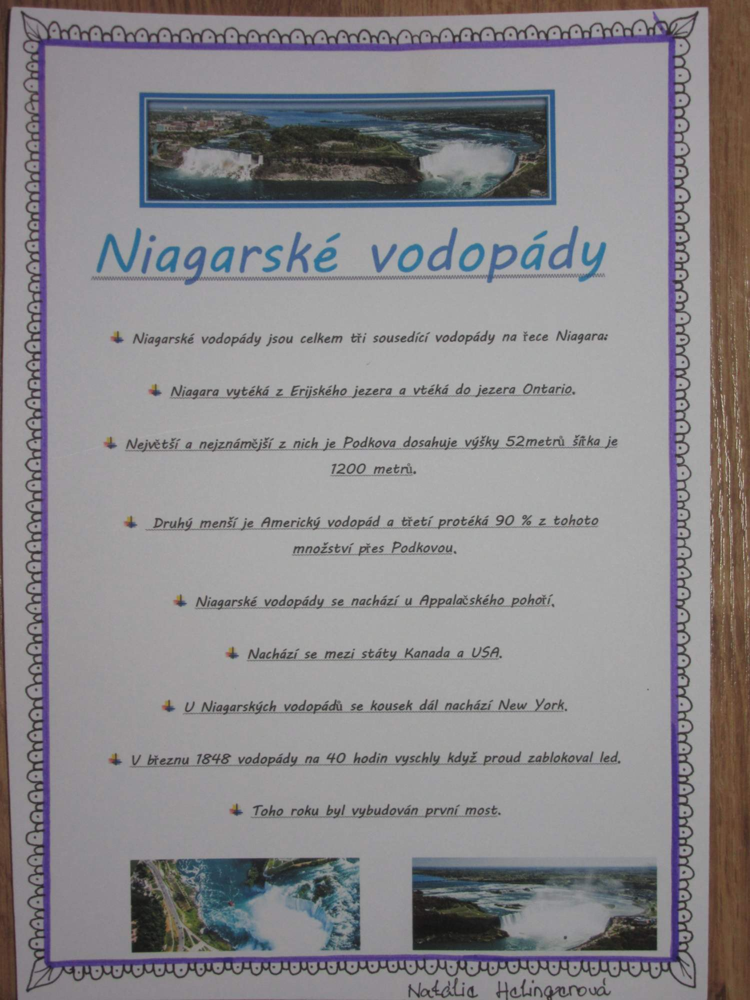 Niagarské vodopády
Niagarské vodopády jsou celkem tři sousedící vodopády na řece Niagara:
Niagara vytéká z Erijského jezera a vtéká do jezera Ontario.
Největší a nejznámější z nich je Podkova dosahuje výšky 52metrů šířka je
1200 metrů.
Druhý menší je Americký vodopád a třetí protéká 90 % z tohoto
množství přes Podkovou.
Niagarské vodopády se nachází u Appalačského pohoří.
Nachází se mezi státy Kanada a USA.
U Niagarských vodopádů se kousek dál nachází New York.
V březnu 1848 vodopády na 40 hodin vyschly když proud zablokoval led.
Toho roku byl vybudován první most.
Natálie Helingerová